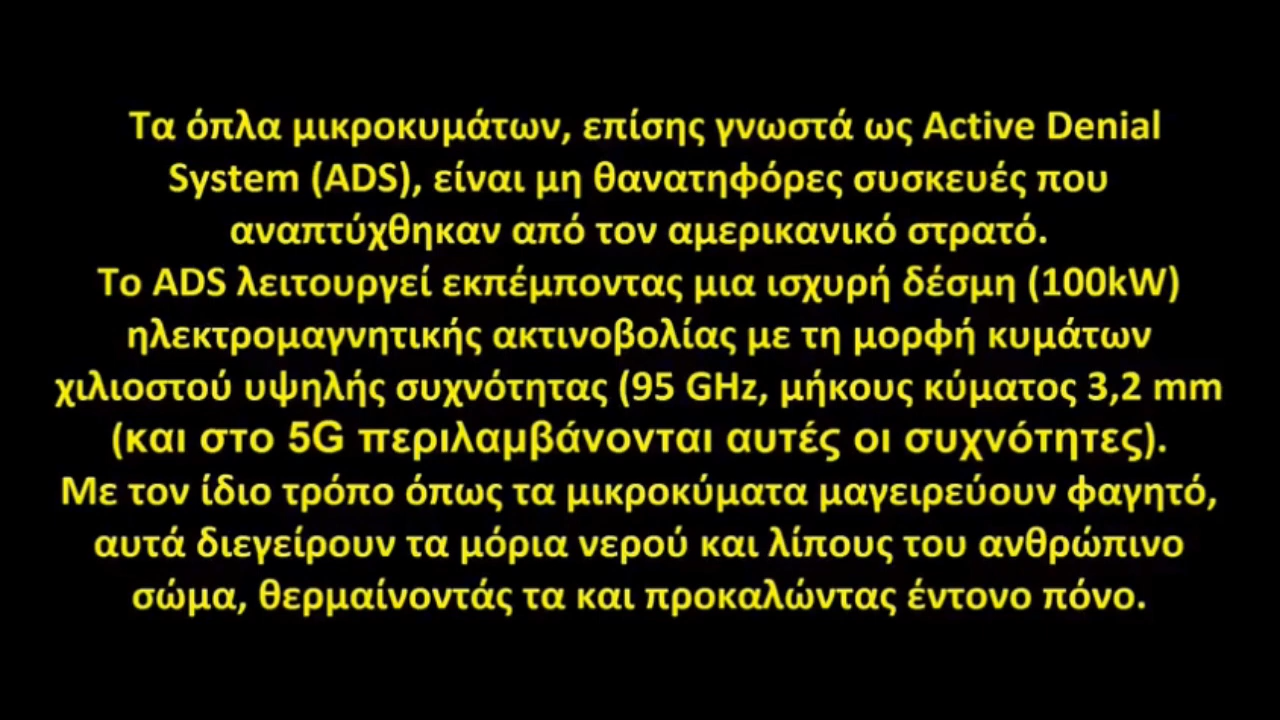 Τα όπλα μικροκυμάτων, επίσης γνωστά ως Active Denial
System (ADS), είναι μη θανατηφόρες συσκευές που
αναπτύχθηκαν από τον αμερικανικό στρατό.
Το ADS λειτουργεί εκπέμποντας μια ισχυρή δέσμη (100kW)
ηλεκτρομαγνητικής ακτινοβολίας με τη μορφή κυμάτων
χιλιοστού υψηλής συχνότητας (95 GHz, μήκους κύματος 3,2 mm
(και στο 5G περιλαμβάνονται αυτές οι συχνότητες).
Με τον ίδιο τρόπο όπως τα μικροκύματα μαγειρεύουν φαγητό,
αυτά διεγείρουν τα μόρια νερού και λίπους του ανθρώπινο
σώμα, θερμαίνοντάς τα και προκαλώντας έντονο πόνο.